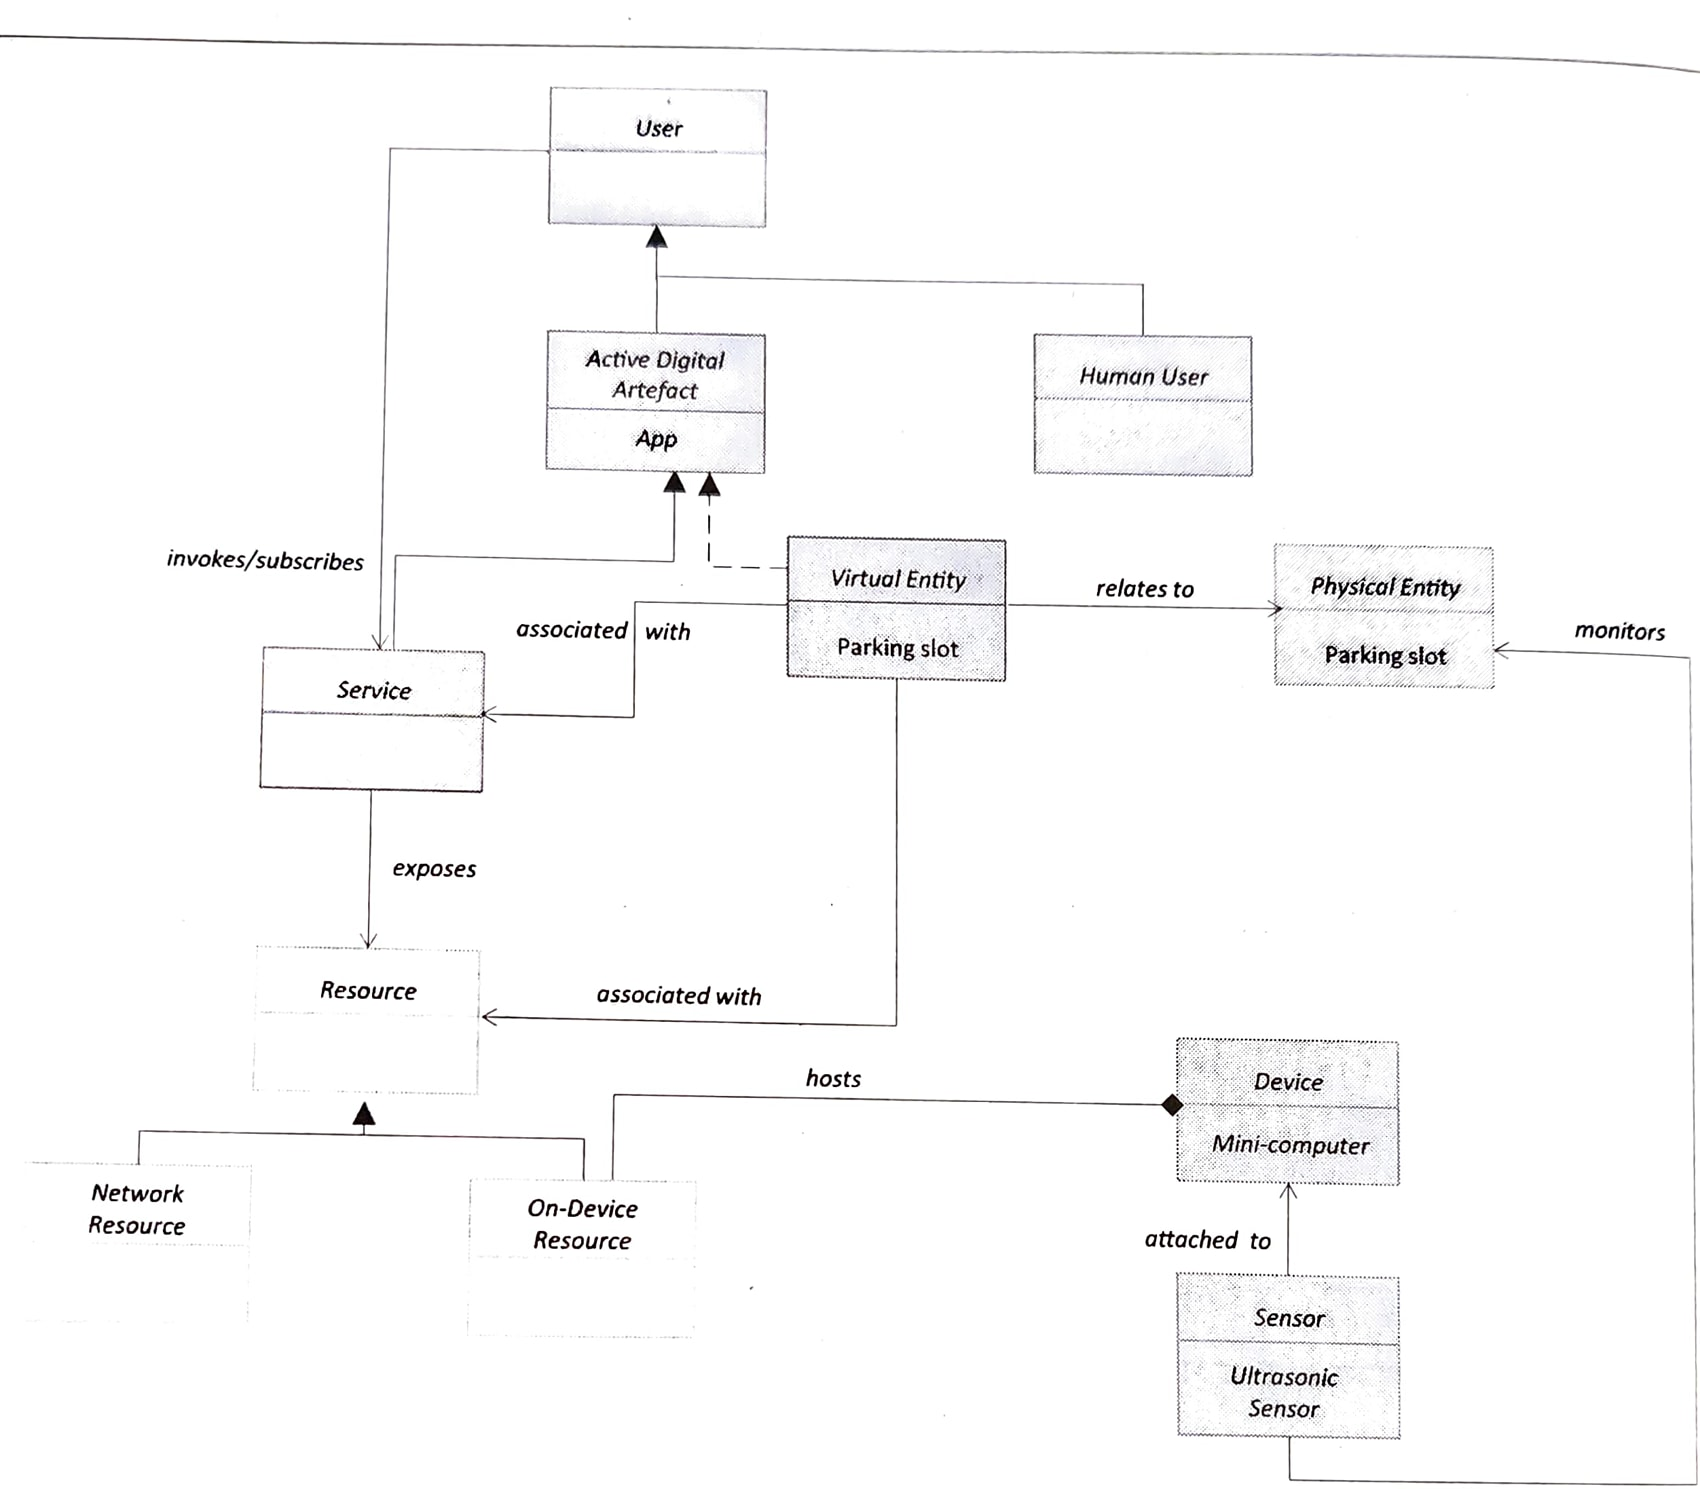 User
Active Digital
Artefact
App
Human User
invokes/subscribes
associated with
Virtual Entity
Parking slot
relates to
Physical Entity
Parking slot
monitors
Service
exposes
Resource
associated with
hosts
Device
Mini-computer
Network
Resource
On-Device
Resource
attached to
Sensor
Ultrasonic
Sensor